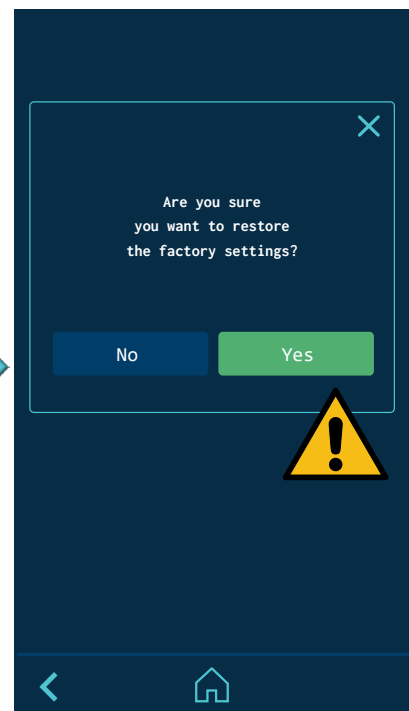 Are you sure
you want to restore
the factory settings?
No
Yes